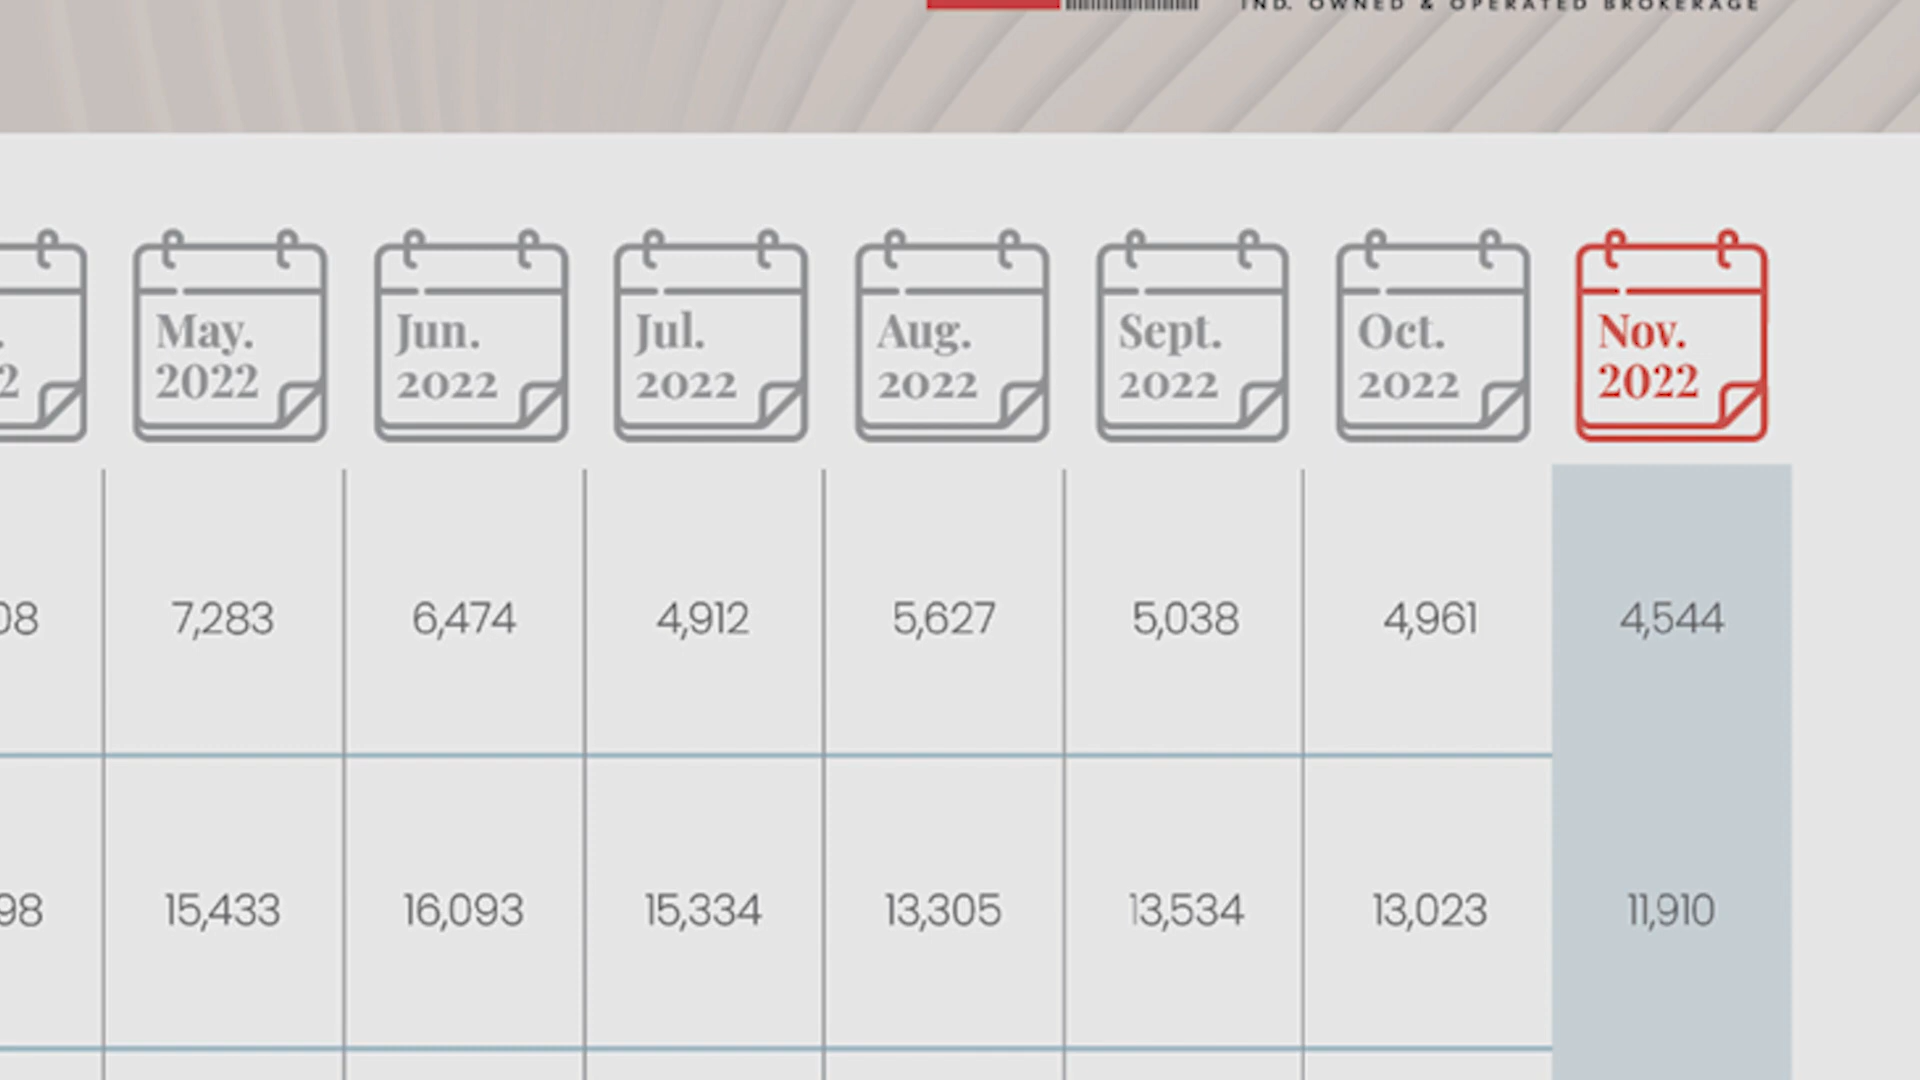 IND. OWNED & OPERATED BROKERAGE
May. 2022
Jun. 2022
Jul. 2022
Aug. 2022
Sept. 2022
Oct. 2022
Nov. 2022
08 7,283 6,474 4,912 5,627 5,038 4,961 4,544
98 15,433 16,093 15,334 13,305 13,534 13,023 11,910